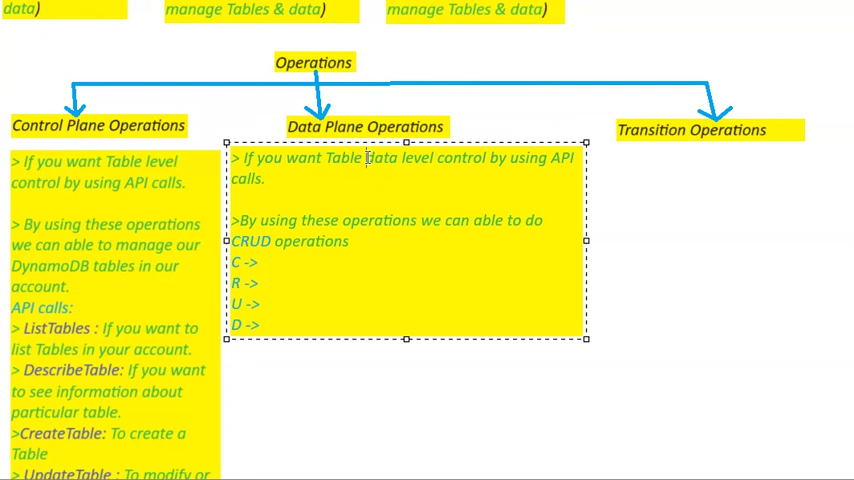 data)
manage Tables & data)
manage Tables & data)
Operations
Control Plane Operations
Data Plane Operations
Transition Operations
> If you want Table level
control by using API calls.
> By using these operations
we can able to manage our
DynamoDB tables in our
account.
API calls:
> ListTables : If you want to
list Tables in your account.
> DescribeTable: If you want
to see information about
particular table.
>CreateTable: To create a
Table
> UpdateTable : To modify or
> If you want Table data level control by using API
calls.
>By using these operations we can able to do
CRUD operations
C ->
R ->
U ->
D ->